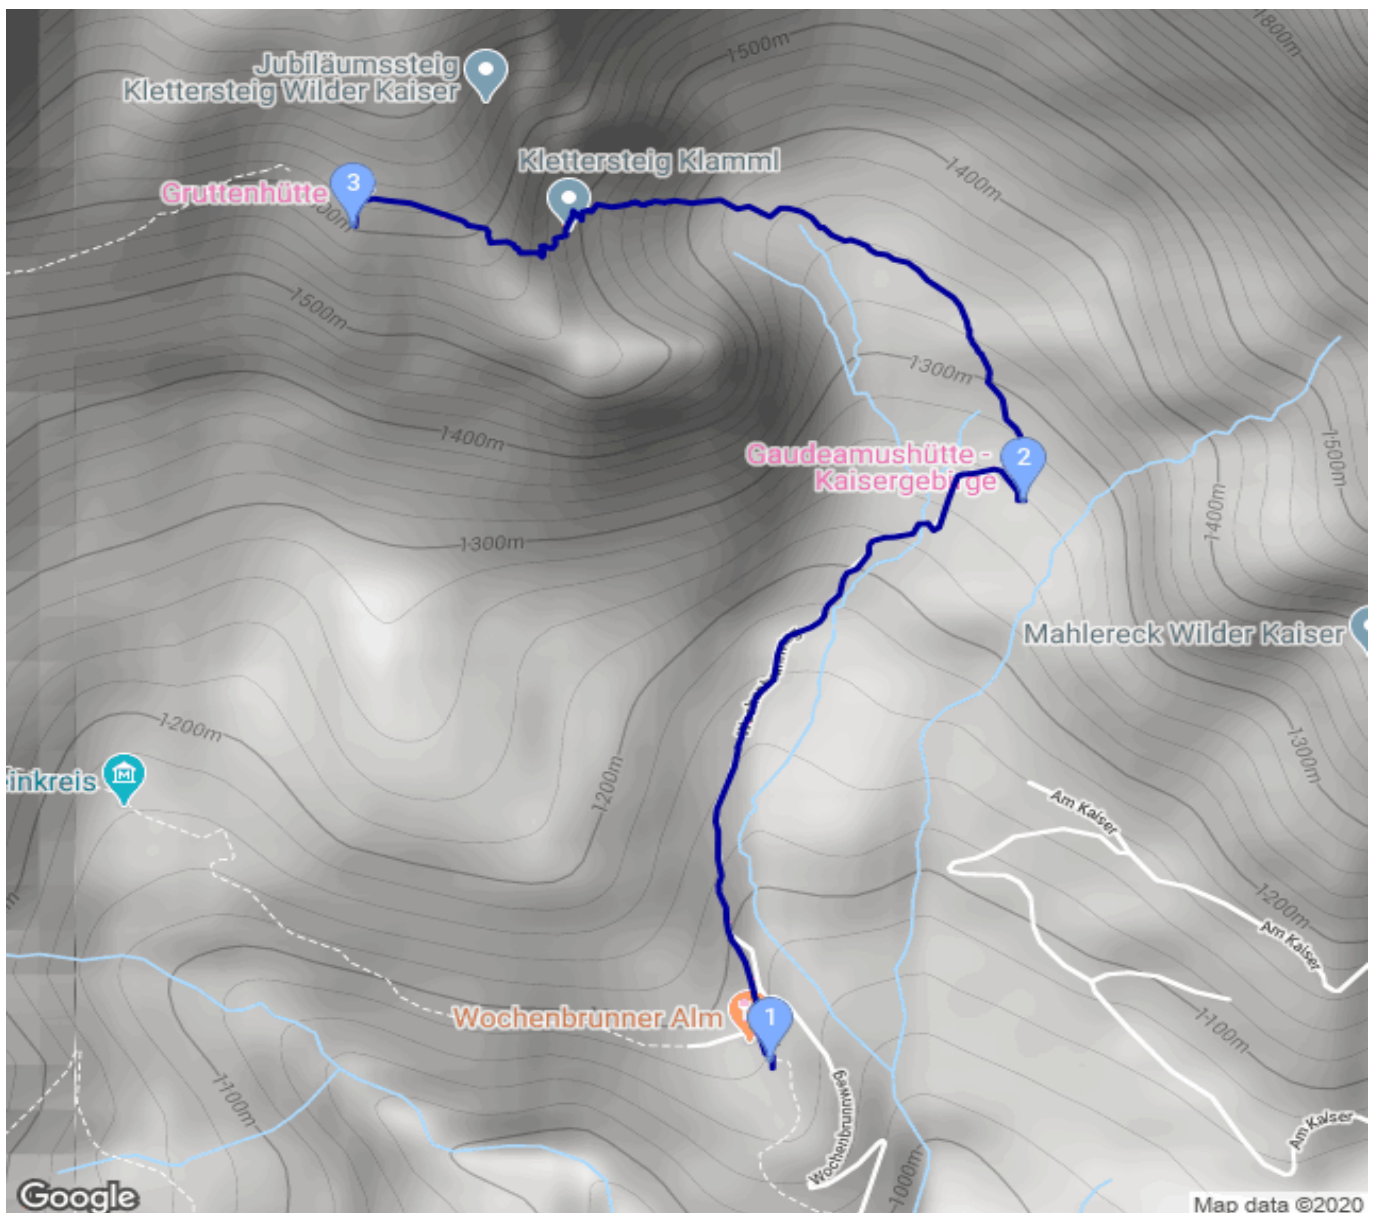 1800m
1500m
Jubiläumssteig
Klettersteig Wilder Kaiser
Klettersteig Klamml
1400m
3
Gruttenhütte
1500m
1300m
1400m
1500m
2
Gaudeamushütte -
Kaisergebirge
1400m
1300m
Mahlereck Wilder Kaiser
1200m
1300m
1200m
einkreis
Am Kaiser
1200m
Am Kaiser
Wochenbrunner Alm
1
1100m
1100m
Wochenbrunnweg
Am Kaiser
1000m
Google
Map data ©2020